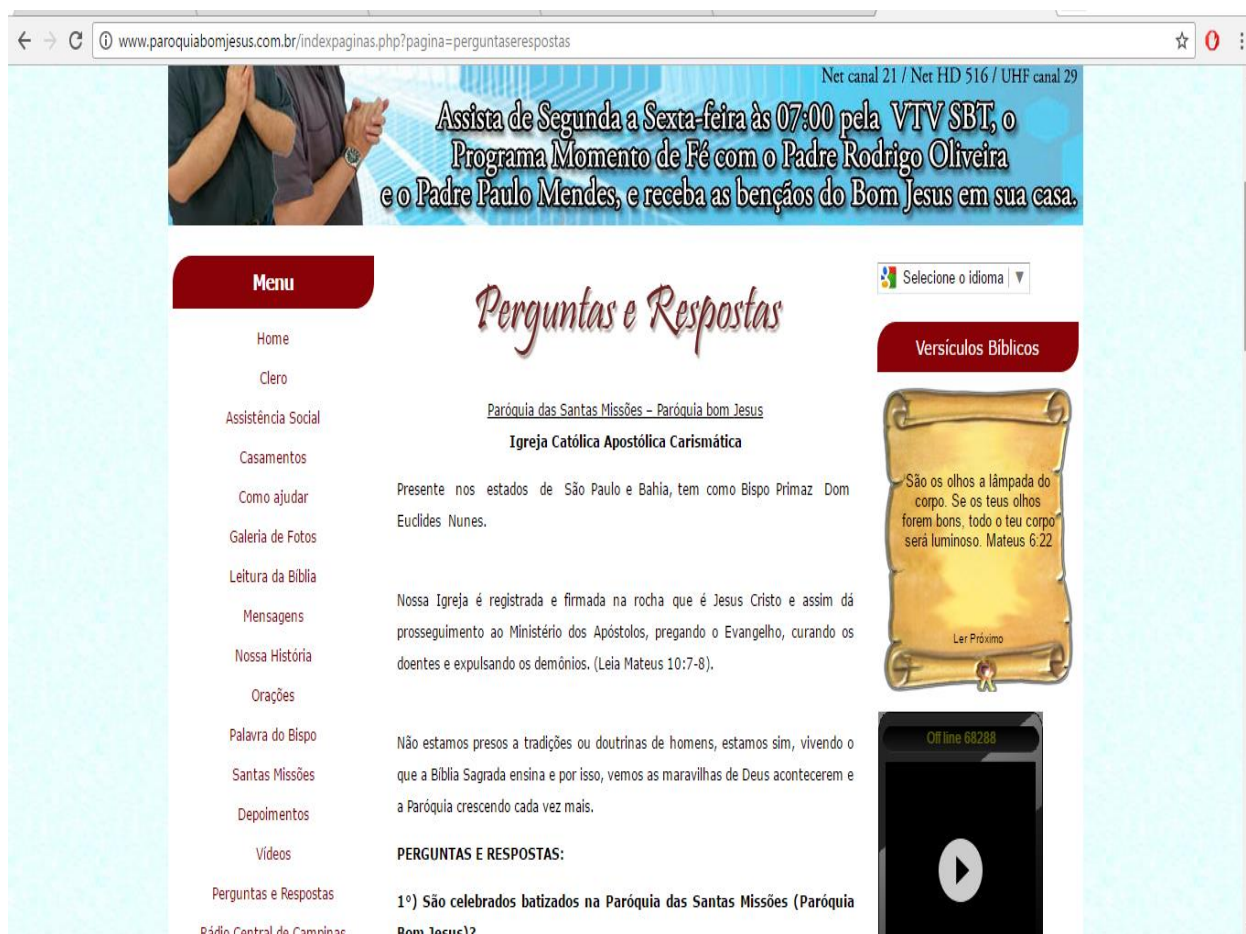 www.paroquiabomjesus.com.br/indexpaginas.php?pagina=perguntaserespostas
Net canal 21 / Net HD 516 / UHF canal 29
Assista de Segunda a Sexta-feira às 07:00 pela VTV SBT, o
Programa Momento de Fé com o Padre Rodrigo Oliveira
e o Padre Paulo Mendes, e receba as bençãos do Bom Jesus em sua casa.
Menu
Home
Clero
Assistência Social
Casamentos
Como ajudar
Galeria de Fotos
Leitura da Bíblia
Mensagens
Nossa História
Orações
Palavra do Bispo
Santas Missões
Depoimentos
Vídeos
Perguntas e Respostas
Rádio Central de Campinas
Perguntas e Respostas
Paróquia das Santas Missões – Paróquia bom Jesus
Igreja Católica Apostólica Carismática
Presente nos estados de São Paulo e Bahia, tem como Bispo Primaz Dom
Euclides Nunes.
Nossa Igreja é registrada e firmada na rocha que é Jesus Cristo e assim dá
prosseguimento ao Ministério dos Apóstolos, pregando o Evangelho, curando os
doentes e expulsando os demônios. (Leia Mateus 10:7-8).
Não estamos presos a tradições ou doutrinas de homens, estamos sim, vivendo o
que a Bíblia Sagrada ensina e por isso, vemos as maravilhas de Deus acontecerem e
a Paróquia crescendo cada vez mais.
PERGUNTAS E RESPOSTAS:
1º) São celebrados batizados na Paróquia das Santas Missões (Paróquia
Bom Jesus)?
Selecione o idioma ▼
Versículos Bíblicos
São os olhos a lâmpada do
corpo. Se os teus olhos
forem bons, todo o teu corpo
será luminoso. Mateus 6:22
Ler Próximo
Off line 68288